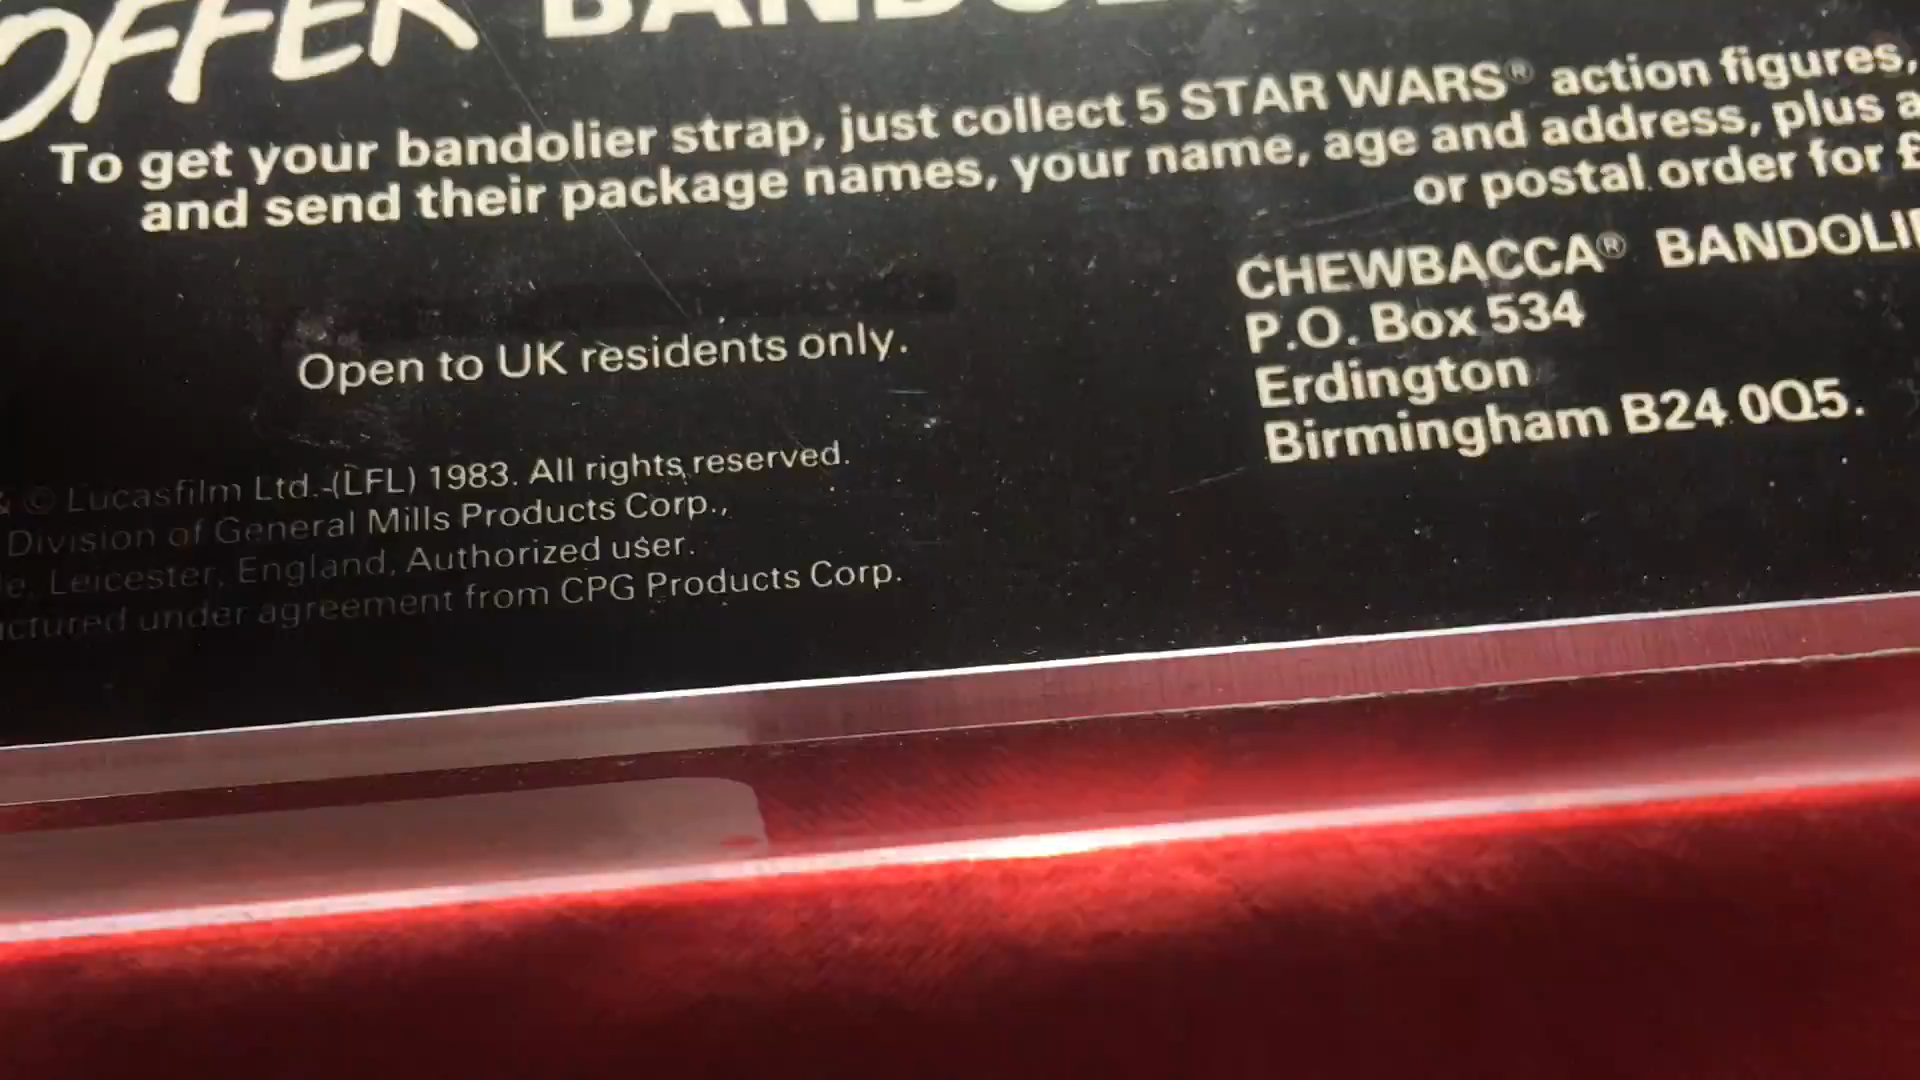 OFFER
To get your bandolier strap, just collect 5 STAR WARS® action figures,
and send their package names, your name, age and address, plus a
or postal order for £
Open to UK residents only.
CHEWBACCA®
P.O. Box 534
Erdington
Birmingham B24 0Q5.
& © Lucasfilm Ltd.-(LFL) 1983. All rights reserved.
Division of General Mills Products Corp.,
Leicester, England, Authorized user.
under agreement from CPG Products Corp.